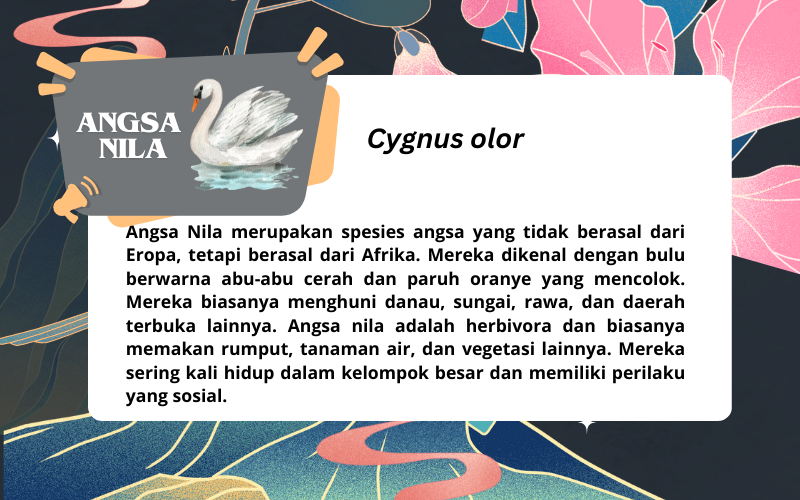 ANGSA
NILA
Cygnus olor
Angsa Nila merupakan spesies angsa yang tidak berasal dari
Eropa, tetapi berasal dari Afrika. Mereka dikenal dengan bulu
berwarna abu-abu cerah dan paruh oranye yang mencolok.
Mereka biasanya menghuni danau, sungai, rawa, dan daerah
terbuka lainnya. Angsa nila adalah herbivora dan biasanya
memakan rumput, tanaman air, dan vegetasi lainnya. Mereka
sering kali hidup dalam kelompok besar dan memiliki perilaku
yang sosial.